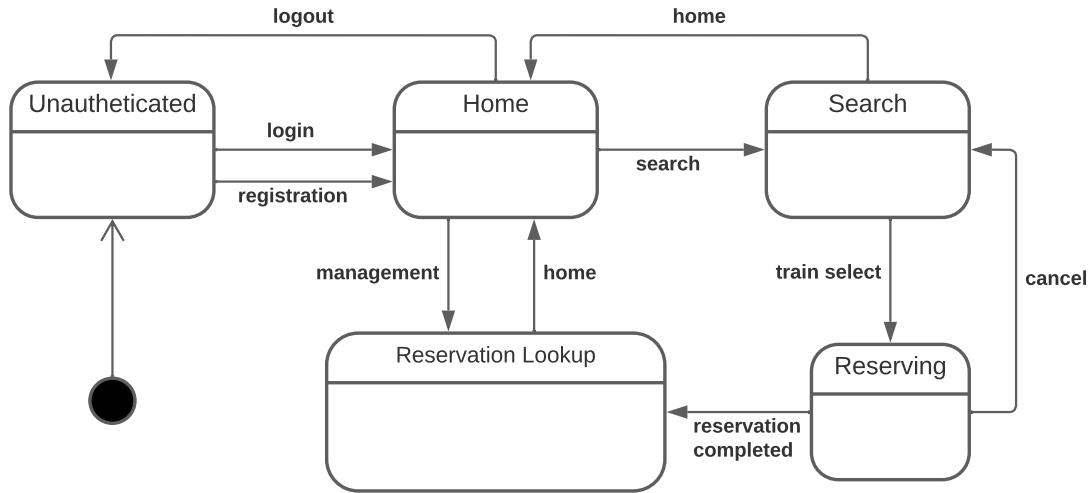 logout
home
Unautheticated
Home
Search
login
search
registration
management
home
train select
cancel
Reservation Lookup
Reserving
reservation
completed